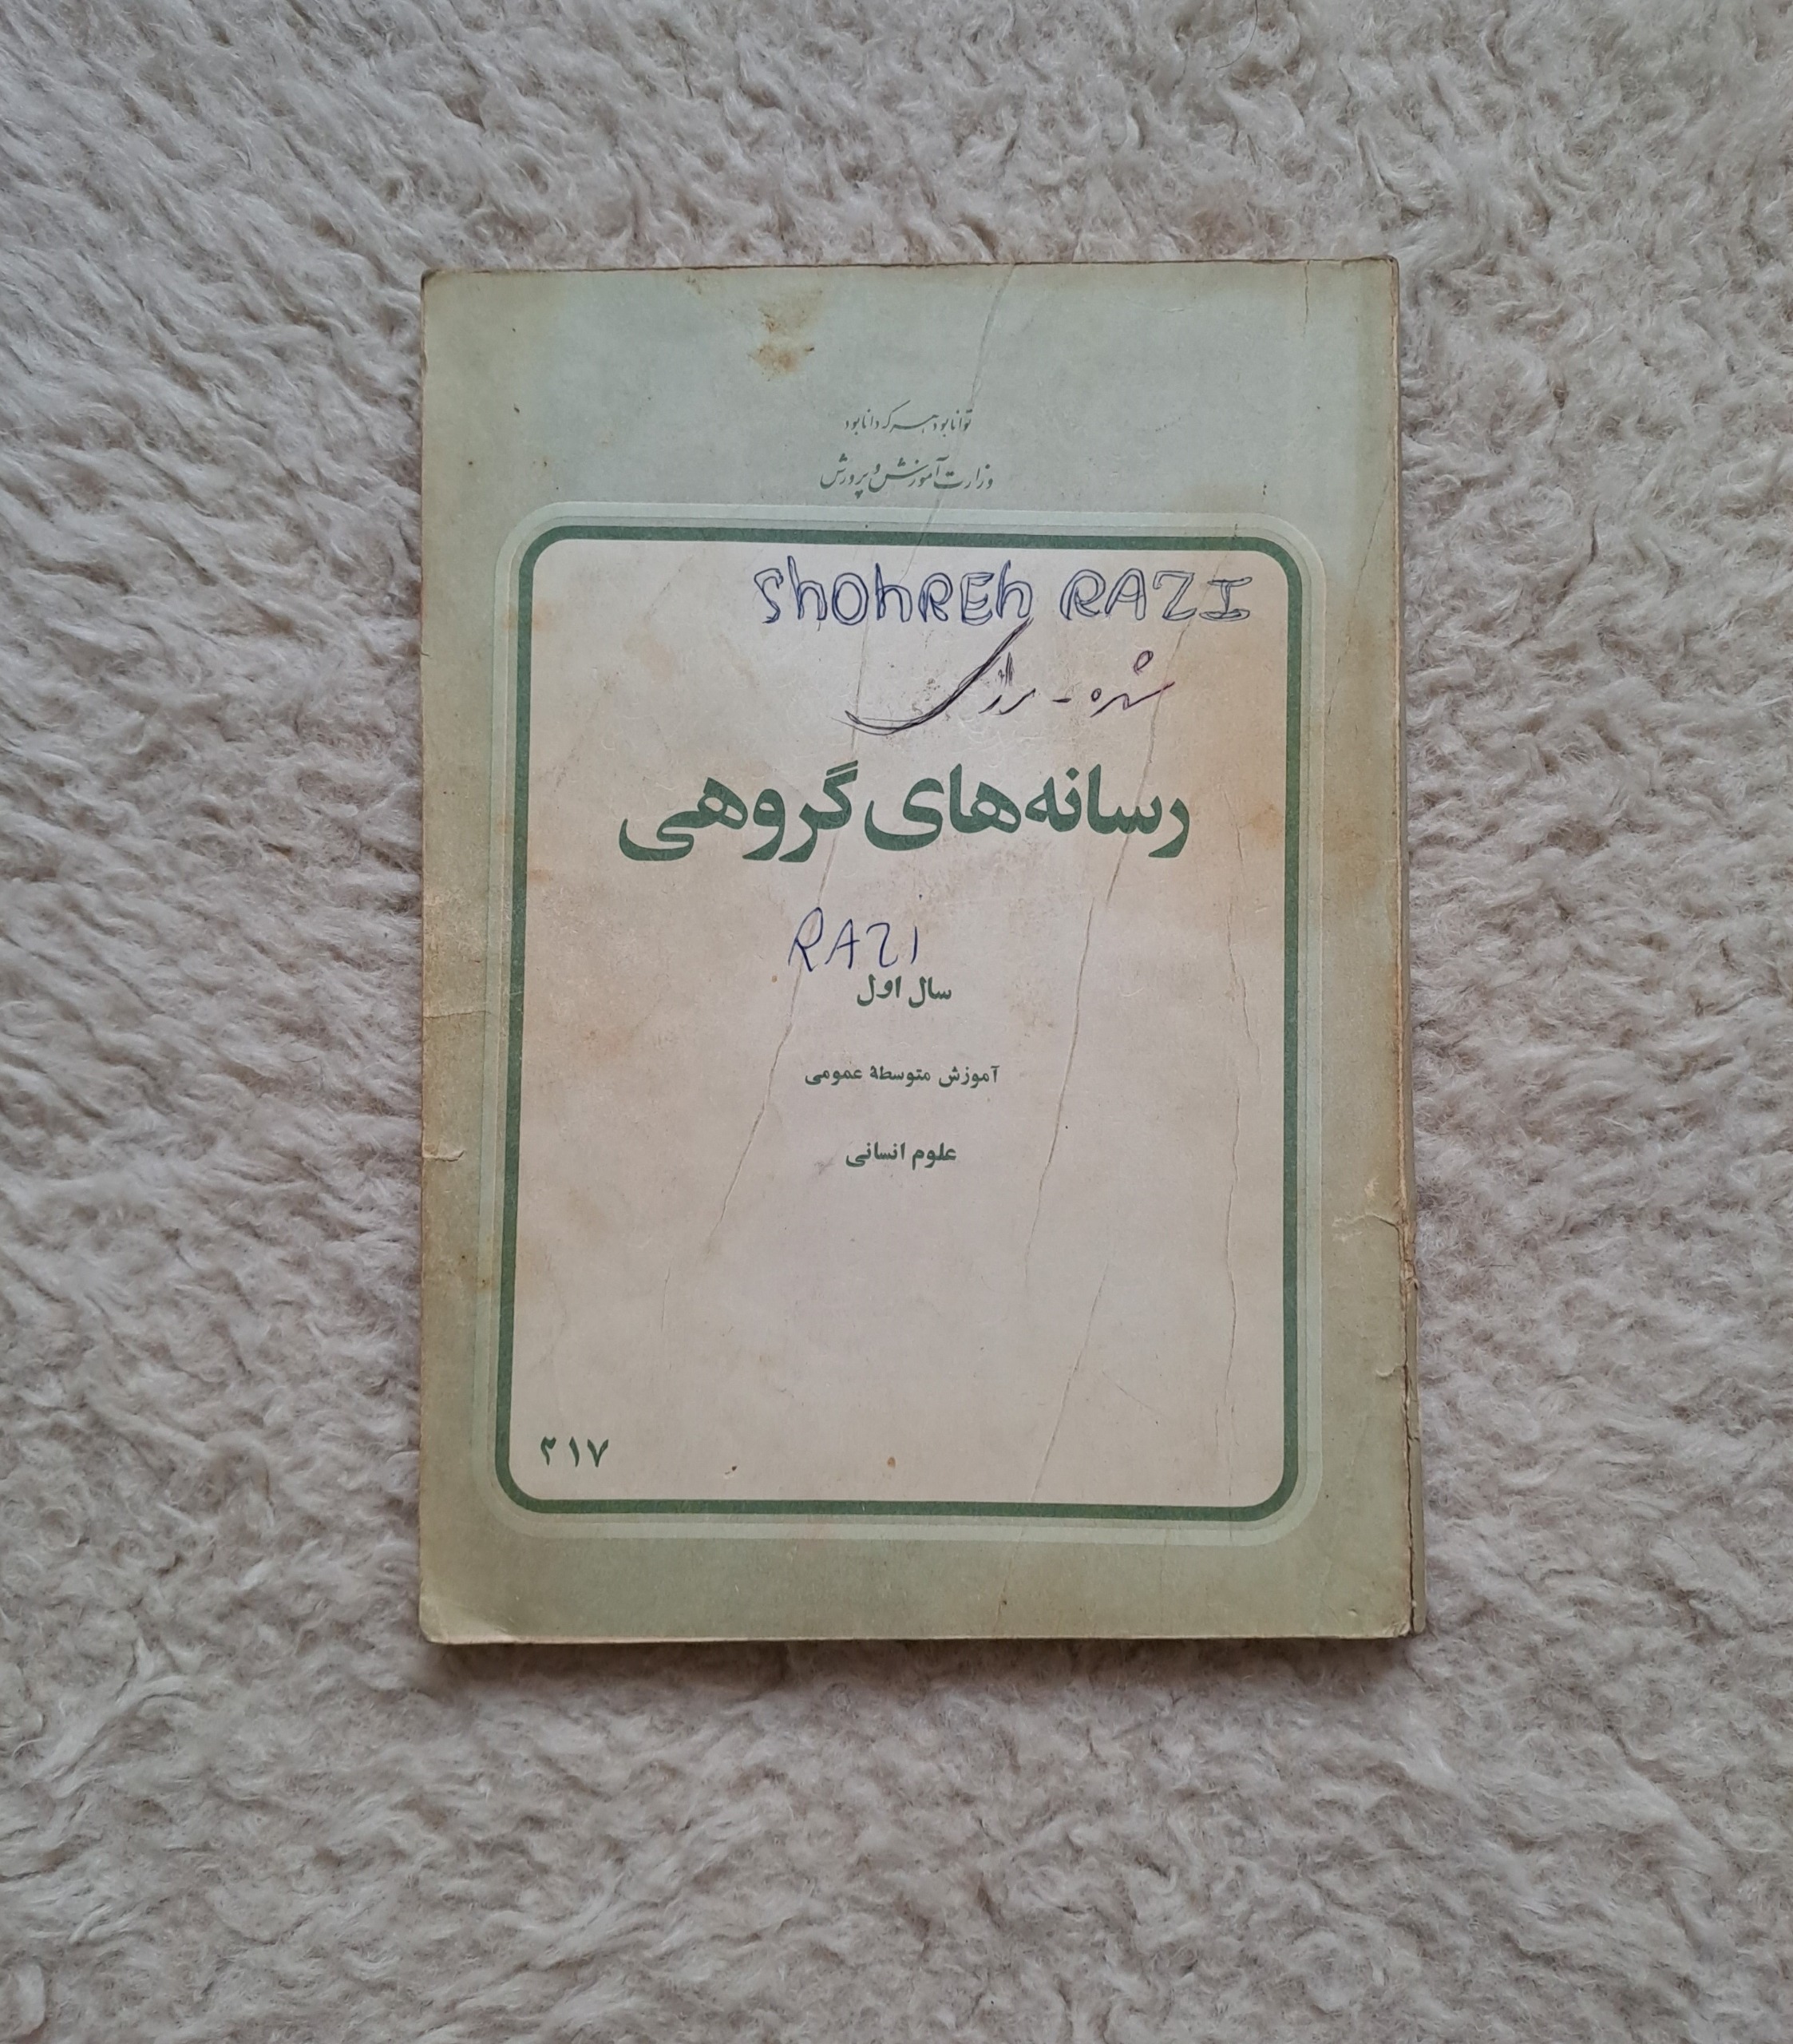 توانا بود هر که دانا بود
وزارت آموزش و پرورش
ShOhREh RAZI
شهره - رازی
رسانه‌های گروهی
RAZi
سال اول
آموزش متوسطهٔ عمومی
علوم انسانی
۲۱۷